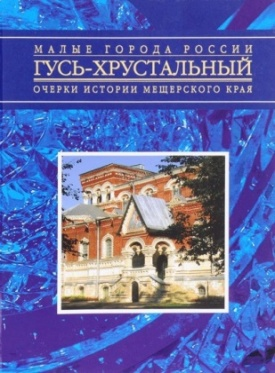 МАЛЫЕ ГОРОДА РОССИИ
ГУСЬ-ХРУСТАЛЬНЫЙ
ОЧЕРКИ ИСТОРИИ МЕЩЕРСКОГО КРАЯ